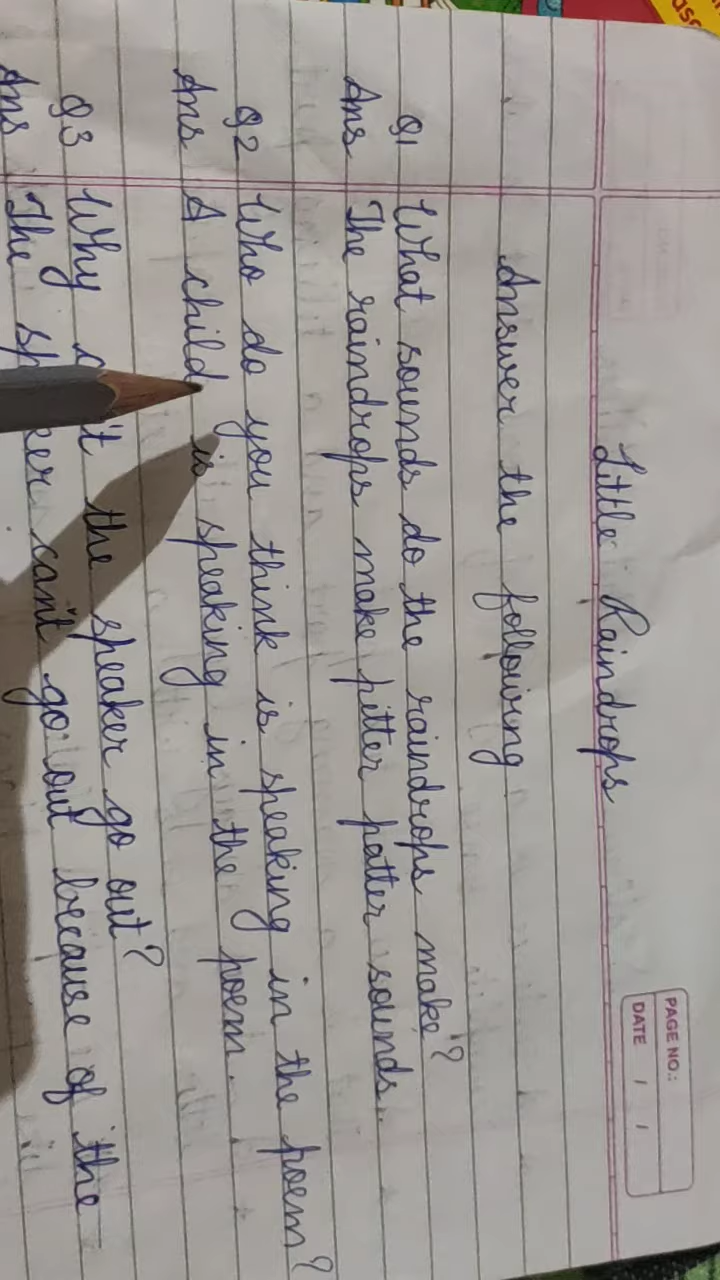 PAGE NO.:
DATE / /
Little Raindrops
Answer the following
Q1 What sounds do the raindrops make?
Ans The raindrops make pitter patter sounds.
Q2 Who do you think is speaking in the poem?
Ans A child is speaking in the poem.
Q3 Why the speaker go out?
Ans The can't go out because of the